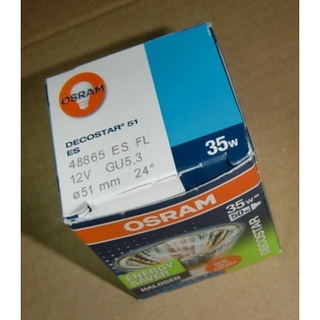 OSRAM
DECOSTAR® 51
ES
48865 ES FL
12V GU5,3
ø51 mm 24°
35W
OSRAM
35W
DECOSTAR
ENERGY
SAVER
HALOGEN